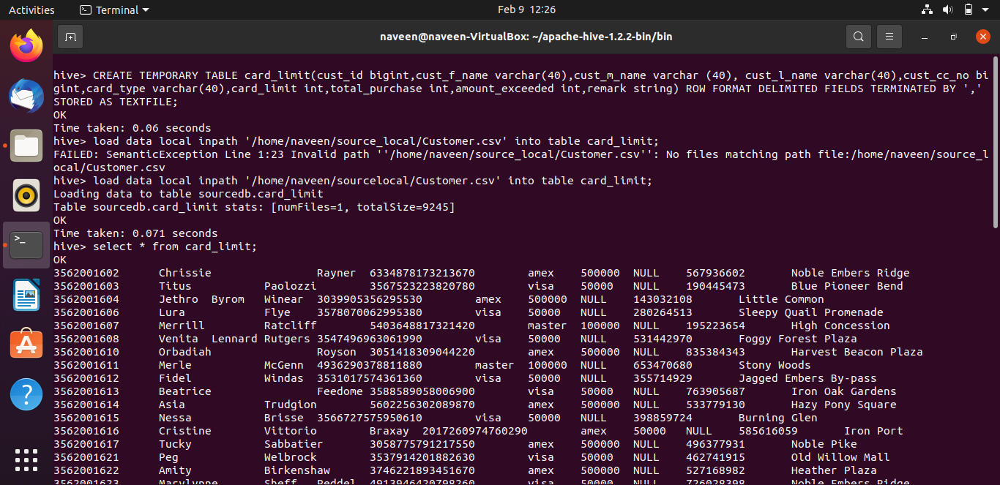 Activities Terminal Feb 9 12:26
naveen@naveen-VirtualBox: ~/apache-hive-1.2.2-bin/bin
hive> CREATE TEMPORARY TABLE card_limit(cust_id bigint,cust_f_name varchar(40),cust_m_name varchar (40), cust_l_name varchar(40),cust_cc_no bi
gint,card_type varchar(40),card_limit int,total_purchase int,amount_exceeded int,remark string) ROW FORMAT DELIMITED FIELDS TERMINATED BY ','
STORED AS TEXTFILE;
OK
Time taken: 0.06 seconds
hive> load data local inpath '/home/naveen/source_local/Customer.csv' into table card_limit;
FAILED: SemanticException Line 1:23 Invalid path ''/home/naveen/source_local/Customer.csv'': No files matching path file:/home/naveen/source_l
ocal/Customer.csv
hive> load data local inpath '/home/naveen/sourcelocal/Customer.csv' into table card_limit;
Loading data to table sourcedb.card_limit
Table sourcedb.card_limit stats: [numFiles=1, totalSize=9245]
OK
Time taken: 0.071 seconds
hive> select * from card_limit;
OK
3562001602 Chrissie Rayner 6334878173213670 amex 500000 NULL 567936602 Noble Embers Ridge
3562001603 Titus Paolozzi 3567523223820780 visa 50000 NULL 190445473 Blue Pioneer Bend
3562001604 Jethro Byrom Winear 3039905356295530 amex 500000 NULL 143032108 Little Common
3562001606 Lura Flye 3578070062995380 visa 50000 NULL 280264513 Sleepy Quail Promenade
3562001607 Merrill Ratcliff 5403648817321420 master 100000 NULL 195223654 High Concession
3562001608 Venita Lennard Rutgers 3547496963061990 visa 50000 NULL 531442970 Foggy Forest Plaza
3562001610 Orbadiah Royson 3051418309044220 amex 500000 NULL 835384343 Harvest Beacon Plaza
3562001611 Merle McGenn 4936290378811880 master 100000 NULL 653470680 Stony Woods
3562001612 Fidel Windas 3531017574361360 visa 50000 NULL 355714929 Jagged Embers By-pass
3562001613 Beatrice Feedome 3588589058006900 visa 50000 NULL 763905687 Iron Oak Gardens
3562001614 Asia Trudgion 5602256302089870 amex 500000 NULL 533779130 Hazy Pony Square
3562001615 Nessa Brisse 3566727575950610 visa 50000 NULL 398859724 Burning Glen
3562001616 Cristine Vittorio Braxay 2017260974760290 amex 50000 NULL 585616059 Iron Port
3562001617 Tucky Sabbatier 3058775791217550 amex 500000 NULL 496377931 Noble Pike
3562001621 Peg Welbrock 3537914201882630 visa 50000 NULL 462741915 Old Willow Mall
3562001622 Amity Birkenshaw 3746221893451670 amex 500000 NULL 527168982 Heather Plaza
3562001623 Marylynne Sheff Peddel 4913946420798260 visa 50000 NULL 726028398 Noble Embers Ridge